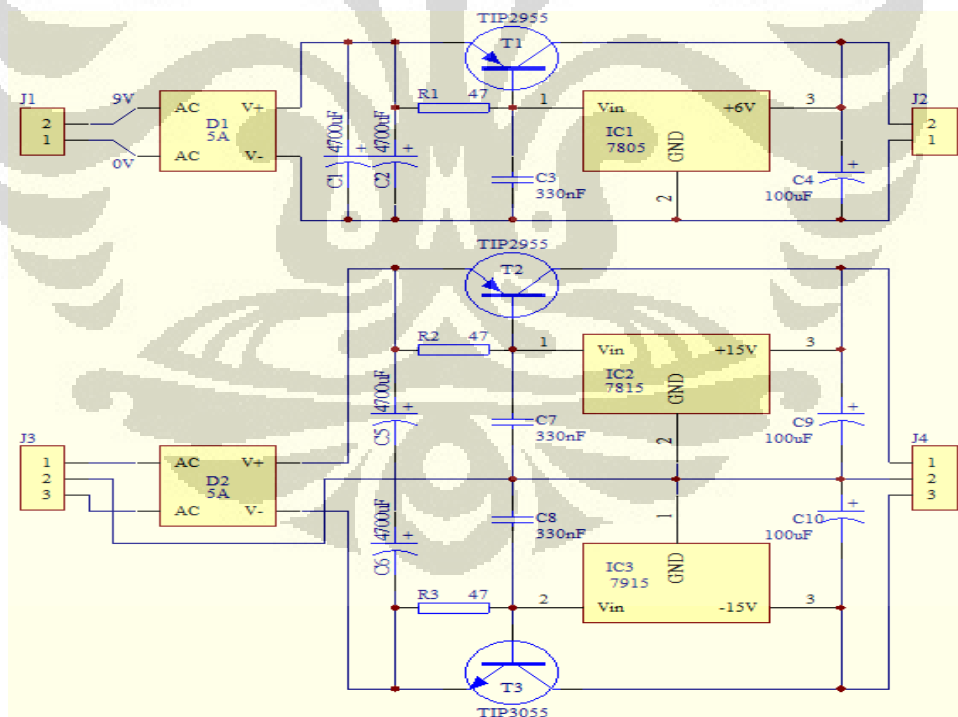 TIP2955
T1
J1
2
1
9V
0V
AC V+
D1
5A
AC V-
C1 4700uF +
C2 4700uF +
R1 47
C3
330nF
1
Vin +6V
IC1
7805
GND
2
3
C4 +
100uF
J2
2
1
TIP2955
T2
R2 47
1
Vin +15V
IC2
7815
GND
2
3
C5 4700uF +
C7
330nF
C9 +
100uF
J3
1
2
3
AC V+
D2
5A
AC V-
J4
1
2
3
C6 4700uF +
C8
330nF
1
C10 +
100uF
IC3
7915
GND
Vin -15V
R3 47
2
3
T3
TIP3055